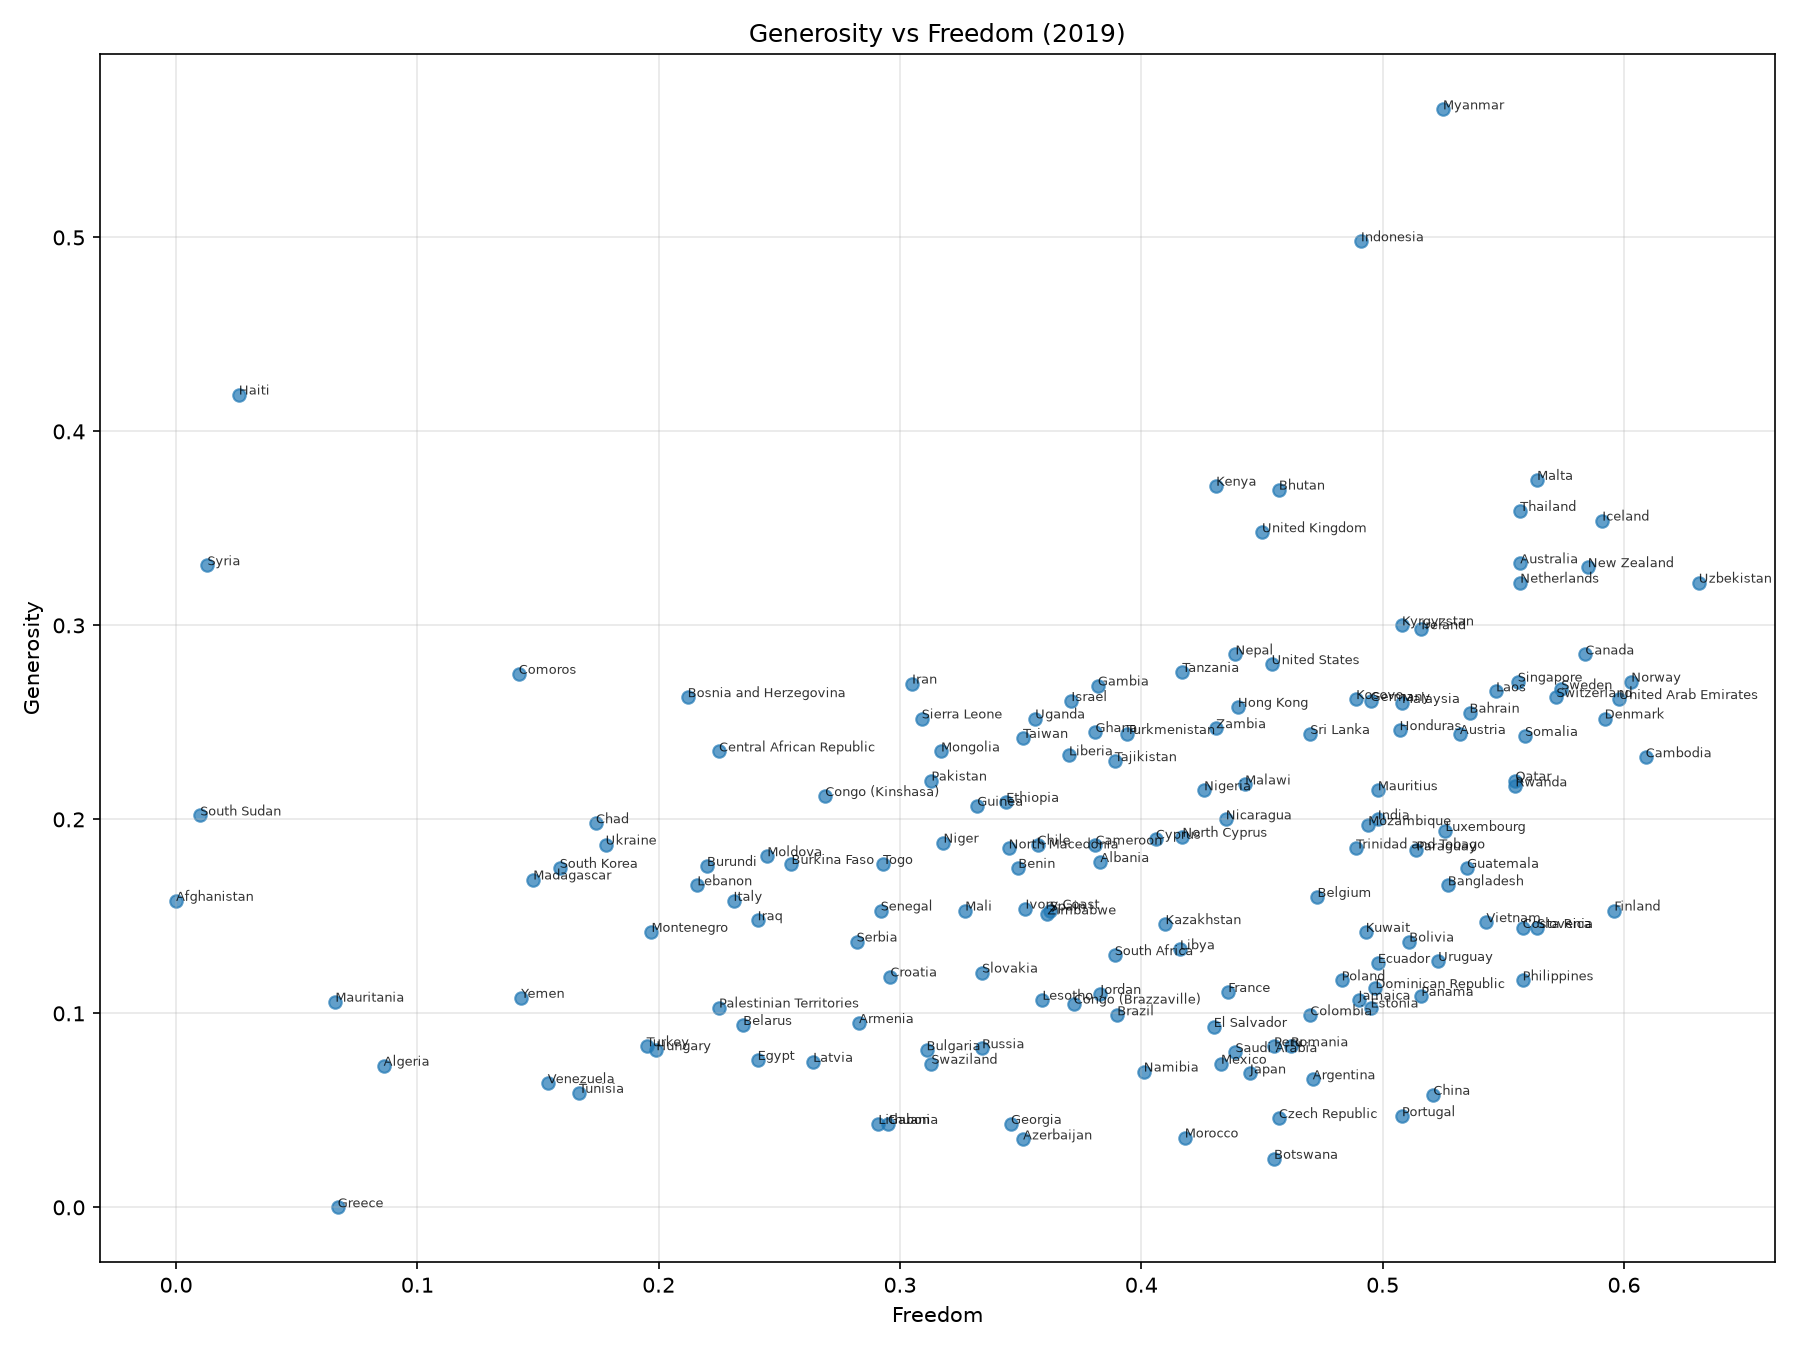 Generosity vs Freedom (2019)
Myanmar
Indonesia
0.5
Haiti
0.4
Malta
Kenya
Bhutan
Thailand
Iceland
United Kingdom
Syria
Australia
New Zealand
Netherlands
Uzbekistan
Kyrgyzstan
Ireland
0.3
Nepal
Canada
United States
Comoros
Tanzania
Iran
Gambia
Singapore
Norway
Sweden
Laos
Bosnia and Herzegovina
Israel
Kosovo
Germany
Malaysia
Switzerland
United Arab Emirates
Hong Kong
Bahrain
Sierra Leone
Uganda
Denmark
Zambia
Ghana
Turkmenistan
Sri Lanka
Honduras
Austria
Somalia
Taiwan
Central African Republic
Mongolia
Liberia
Tajikistan
Cambodia
Pakistan
Qatar
Rwanda
Malawi
Nigeria
Mauritius
Congo (Kinshasa)
Ethiopia
Guinea
South Sudan
0.2
Chad
Nicaragua
India
Mozambique
Luxembourg
Ukraine
Niger
North Macedonia
Chile
Cameroon
Cyprus
North Cyprus
Trinidad and Tobago
Paraguay
Moldova
Albania
South Korea
Burundi
Burkina Faso
Togo
Benin
Guatemala
Madagascar
Lebanon
Bangladesh
Afghanistan
Italy
Belgium
Senegal
Mali
Ivory Coast
Spain
Zimbabwe
Finland
Iraq
Kazakhstan
Vietnam
Costa Rica
Slovenia
Montenegro
Kuwait
Serbia
Bolivia
Libya
South Africa
Ecuador
Uruguay
Slovakia
Croatia
Poland
Philippines
Dominican Republic
France
Jordan
Panama
Yemen
Mauritania
Lesotho
Congo (Brazzaville)
Jamaica
Estonia
Palestinian Territories
0.1
Brazil
Colombia
Armenia
Belarus
El Salvador
Turkey
Hungary
Bulgaria
Russia
Saudi Arabia
Peru
Romania
Egypt
Latvia
Swaziland
Mexico
Algeria
Namibia
Japan
Argentina
Venezuela
Tunisia
China
Czech Republic
Portugal
Lithuania
Gabon
Georgia
Azerbaijan
Morocco
Botswana
Greece
0.0
0.0 0.1 0.2 0.3 0.4 0.5 0.6
Freedom
Generosity